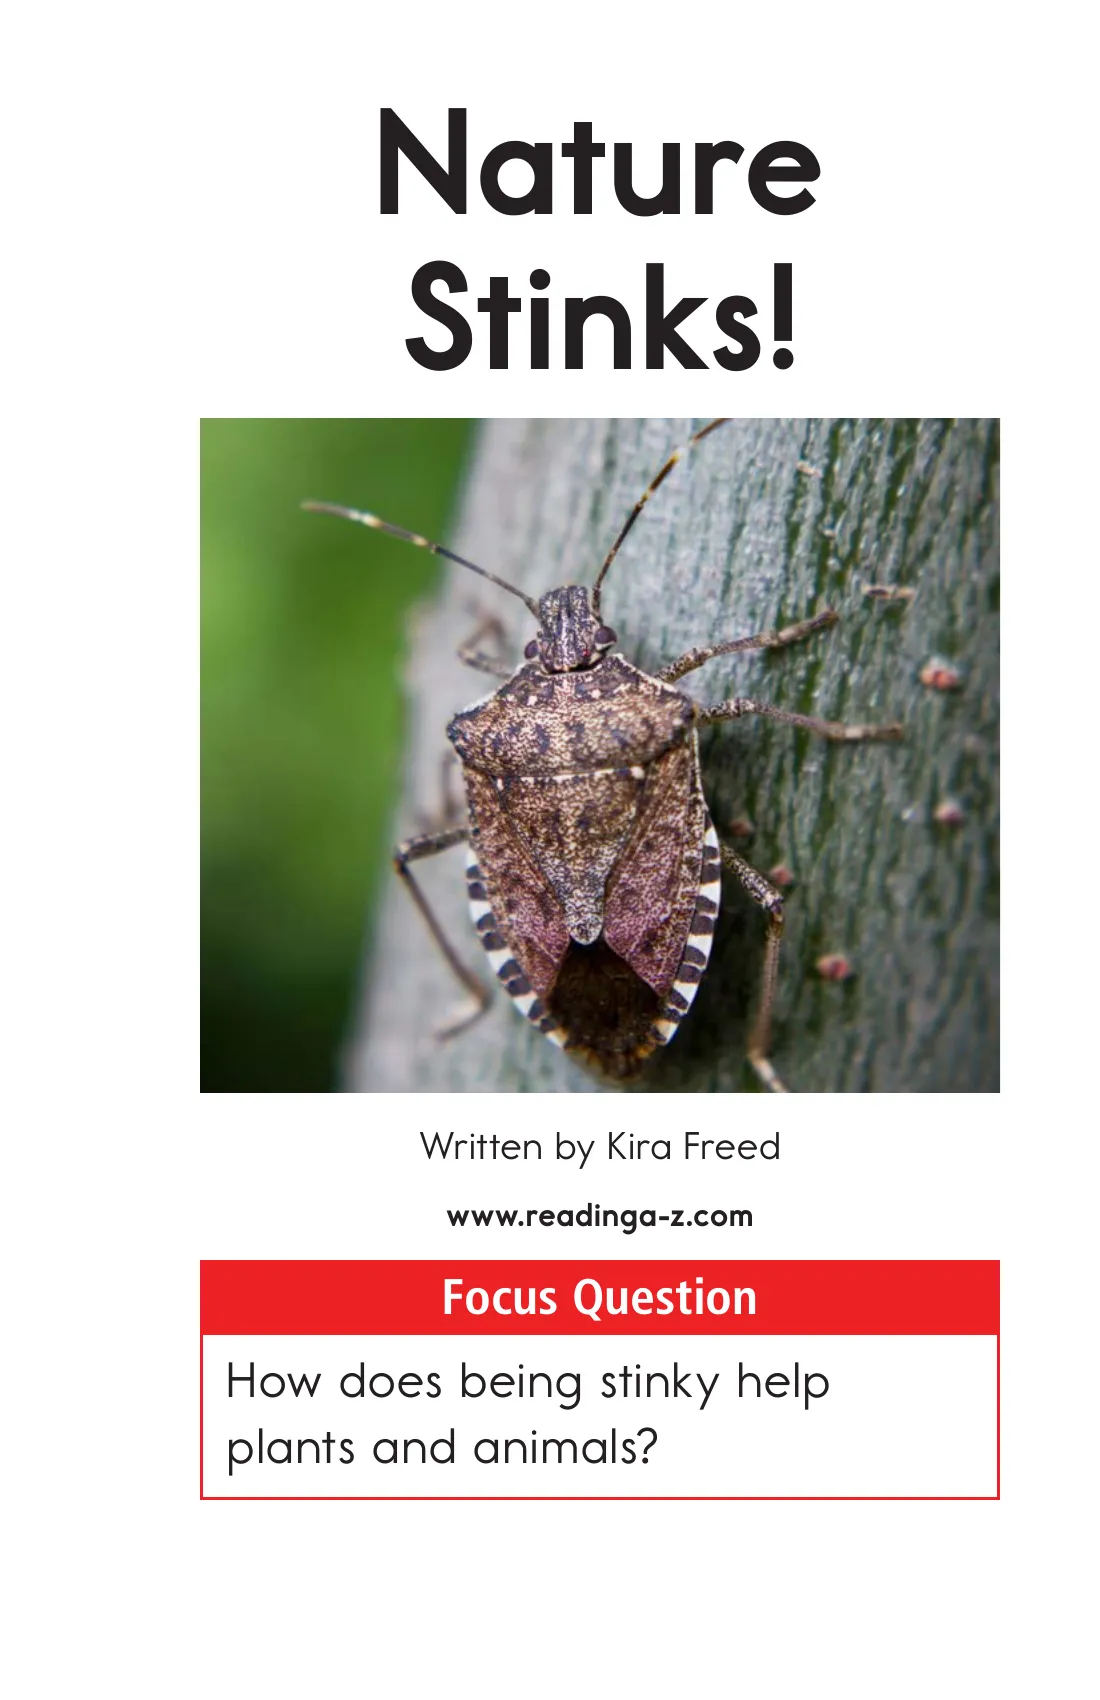 Nature
Stinks!
Written by Kira Freed
www.readinga-z.com
Focus Question
How does being stinky help
plants and animals?